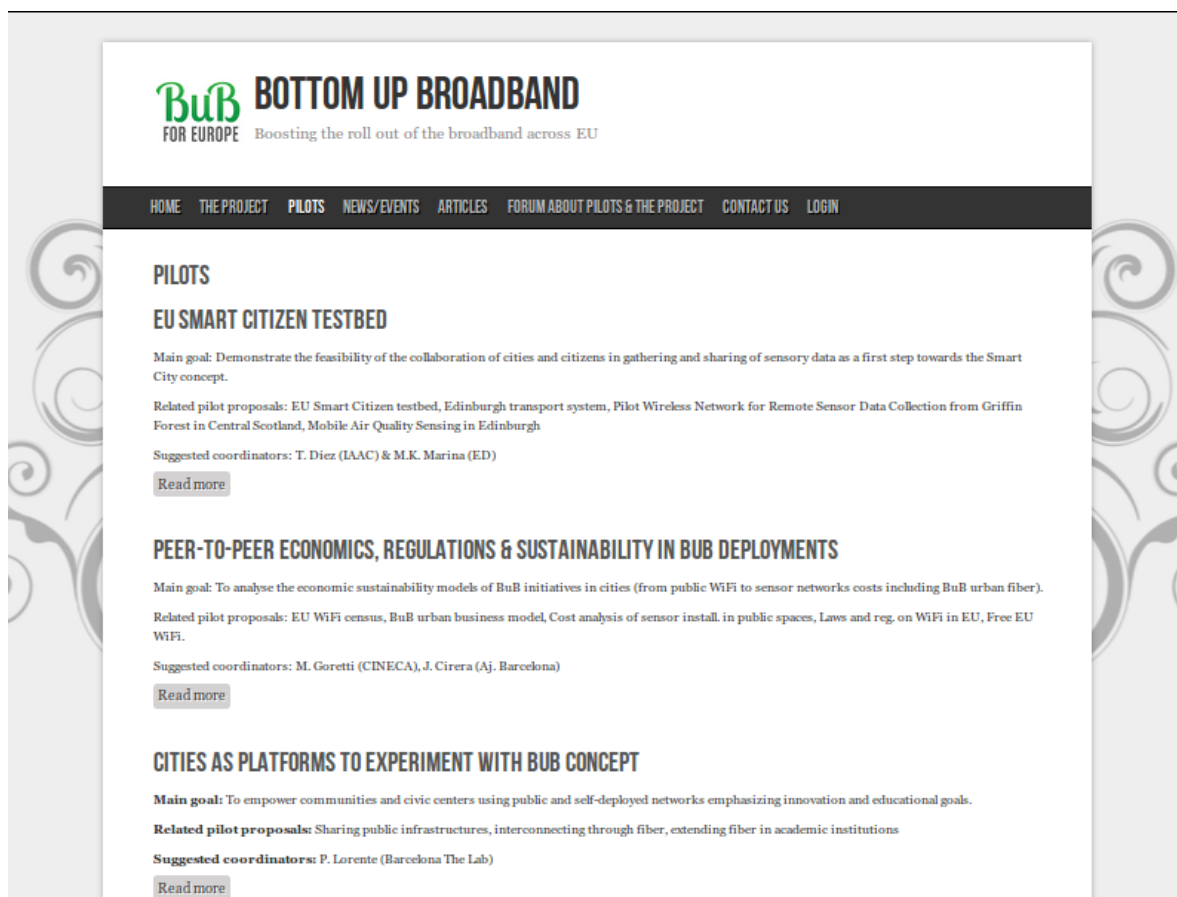 BuB
FOR EUROPE
BOTTOM UP BROADBAND
Boosting the roll out of the broadband across EU
HOME THE PROJECT PILOTS NEWS/EVENTS ARTICLES FORUM ABOUT PILOTS & THE PROJECT CONTACT US LOGIN
PILOTS
EU SMART CITIZEN TESTBED
Main goal: Demonstrate the feasibility of the collaboration of cities and citizens in gathering and sharing of sensory data as a first step towards the Smart
City concept.
Related pilot proposals: EU Smart Citizen testbed, Edinburgh transport system, Pilot Wireless Network for Remote Sensor Data Collection from Griffin
Forest in Central Scotland, Mobile Air Quality Sensing in Edinburgh
Suggested coordinators: T. Diez (IAAC) & M.K. Marina (ED)
Read more
PEER-TO-PEER ECONOMICS, REGULATIONS & SUSTAINABILITY IN BUB DEPLOYMENTS
Main goal: To analyse the economic sustainability models of BuB initiatives in cities (from public WiFi to sensor networks costs including BuB urban fiber).
Related pilot proposals: EU WiFi census, BuB urban business model, Cost analysis of sensor install. in public spaces, Laws and reg. on WiFi in EU, Free EU
WiFi.
Suggested coordinators: M. Goretti (CINECA), J. Cirera (Aj. Barcelona)
Read more
CITIES AS PLATFORMS TO EXPERIMENT WITH BUB CONCEPT
Main goal: To empower communities and civic centers using public and self-deployed networks emphasizing innovation and educational goals.
Related pilot proposals: Sharing public infrastructures, interconnecting through fiber, extending fiber in academic institutions
Suggested coordinators: P. Lorente (Barcelona The Lab)
Read more